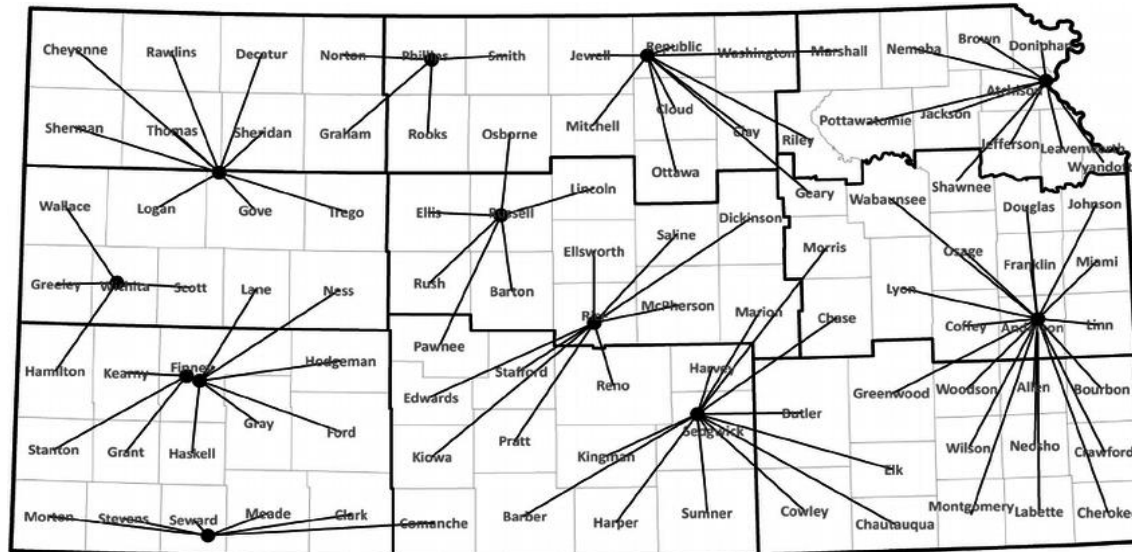 Cheyenne Rawlins Decatur Norton Phillips Smith Jewell Republic Washington Marshall Nemaha Brown Doniphan
Sherman Thomas Sheridan Graham Rooks Osborne Mitchell Cloud Clay Riley Pottawatomie Jackson Atchison
Jefferson Leavenworth
Wyandott
Wallace Logan Gove Trego Ellis Russell Lincoln Ottawa Geary Wabaunsee Shawnee Douglas Johnson
Dickinson
Ellsworth Saline Morris Osage Franklin Miami
Greeley Wichita Scott Lane Ness Rush Barton Rice McPherson Marion Chase Lyon Coffey Anderson Linn
Hamilton Kearny Finney Hodgeman Pawnee Stafford Reno Harvey Greenwood Woodson Allen Bourbon
Edwards
Butler
Stanton Grant Haskell Gray Ford Kiowa Pratt Kingman Sedgwick Elk Wilson Neosho Crawford
Morton Stevens Seward Meade Clark Comanche Barber Harper Sumner Cowley Chautauqua Montgomery Labette Cherokee